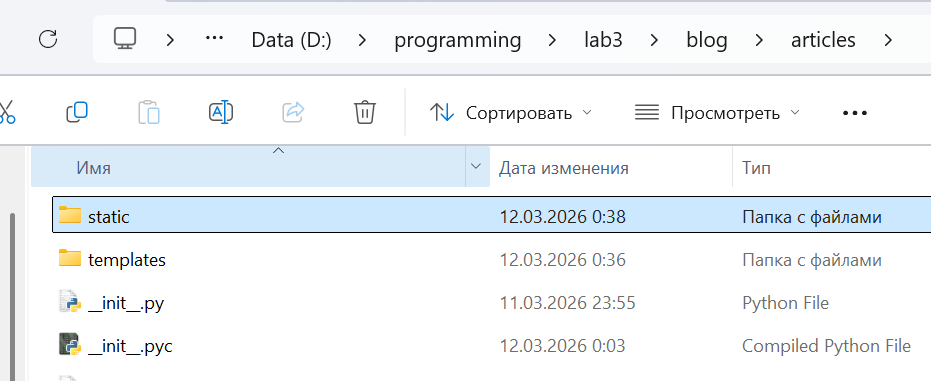 Data (D:) programming lab3 blog articles
Сортировать Просмотреть
Имя Дата изменения Тип
static 12.03.2026 0:38 Папка с файлами
templates 12.03.2026 0:36 Папка с файлами
__init__.py 11.03.2026 23:55 Python File
__init__.pyc 12.03.2026 0:03 Compiled Python File